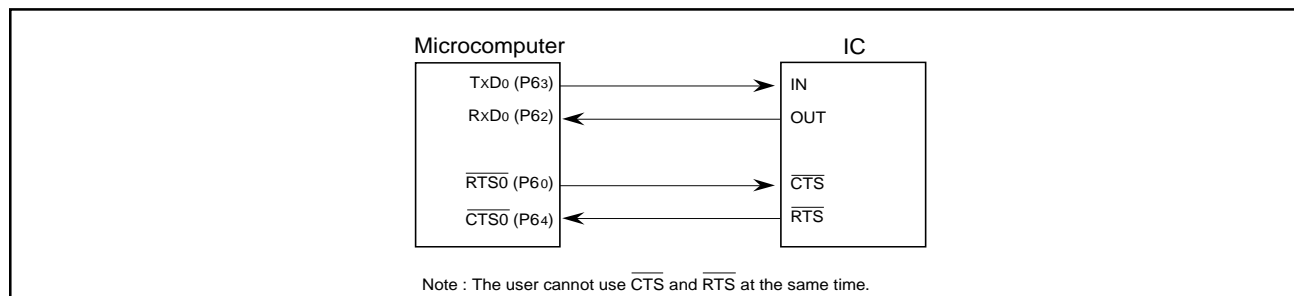 Microcomputer IC
TxD0 (P63) IN
RxD0 (P62) OUT
RTS0 (P60) CTS
CTS0 (P64) RTS
Note : The user cannot use CTS and RTS at the same time.